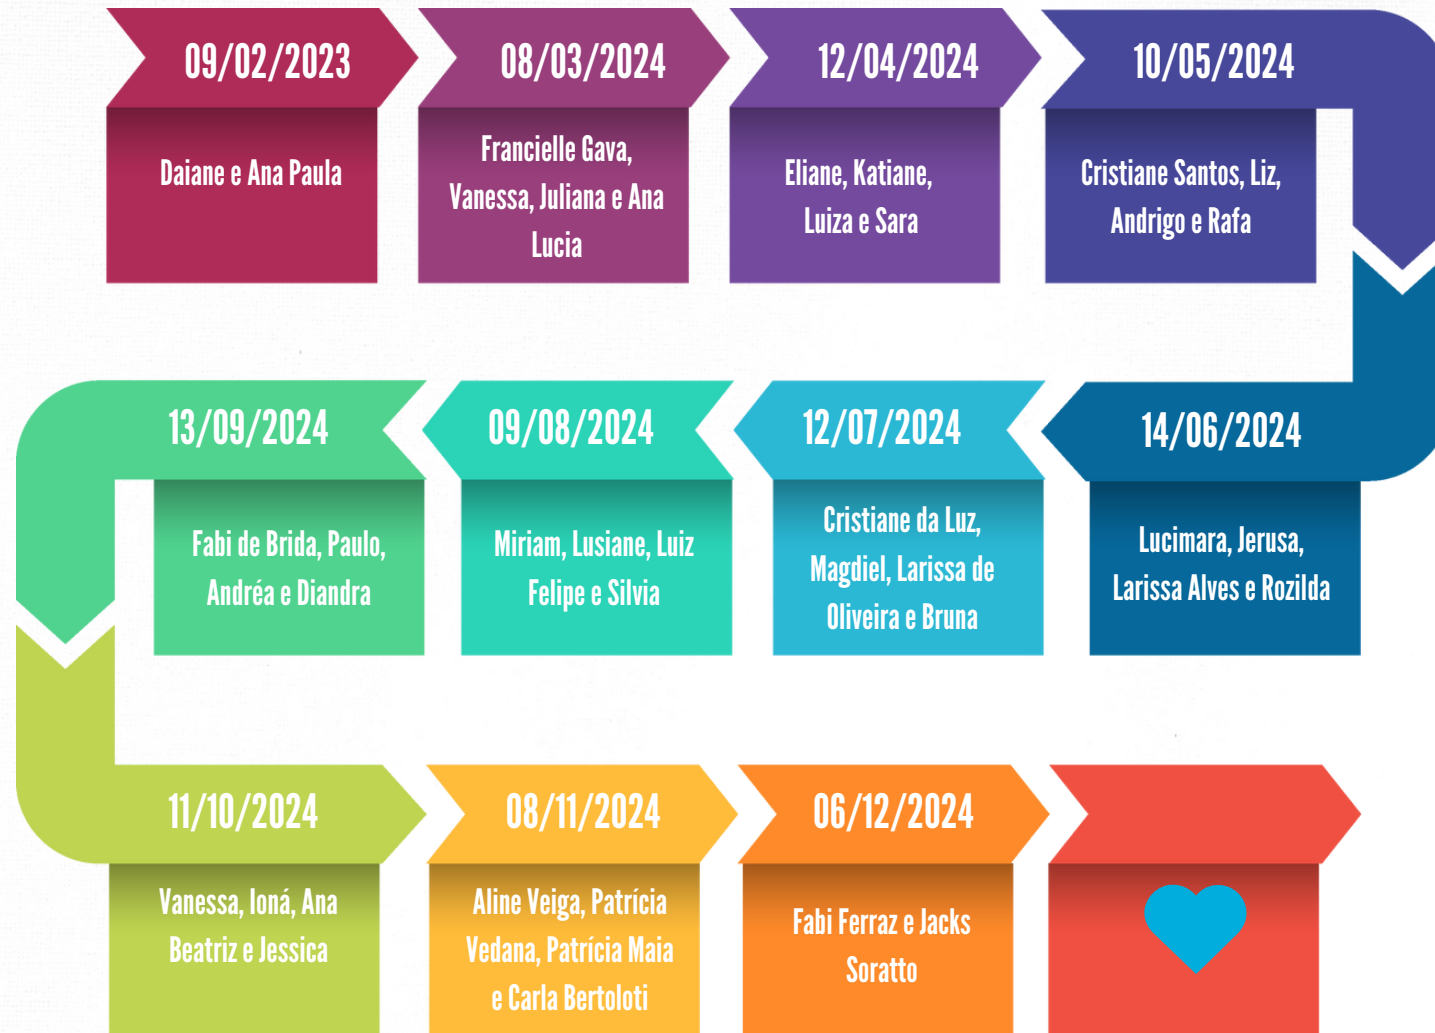 09/02/2023
Daiane e Ana Paula
08/03/2024
Francielle Gava,
Vanessa, Juliana e Ana
Lucia
12/04/2024
Eliane, Katiane,
Luiza e Sara
10/05/2024
Cristiane Santos, Liz,
Andrigo e Rafa
14/06/2024
Lucimara, Jerusa,
Larissa Alves e Rozilda
12/07/2024
Cristiane da Luz,
Magdiel, Larissa de
Oliveira e Bruna
09/08/2024
Miriam, Lusiane, Luiz
Felipe e Silvia
13/09/2024
Fabi de Brida, Paulo,
Andréa e Diandra
11/10/2024
Vanessa, Ioná, Ana
Beatriz e Jessica
08/11/2024
Aline Veiga, Patrícia
Vedana, Patrícia Maia
e Carla Bertoloti
06/12/2024
Fabi Ferraz e Jacks
Soratto